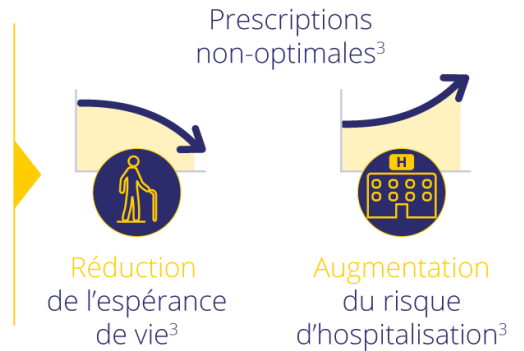 Prescriptions
non-optimales³
H
Réduction
de l’espérance
de vie³
Augmentation
du risque
d’hospitalisation³